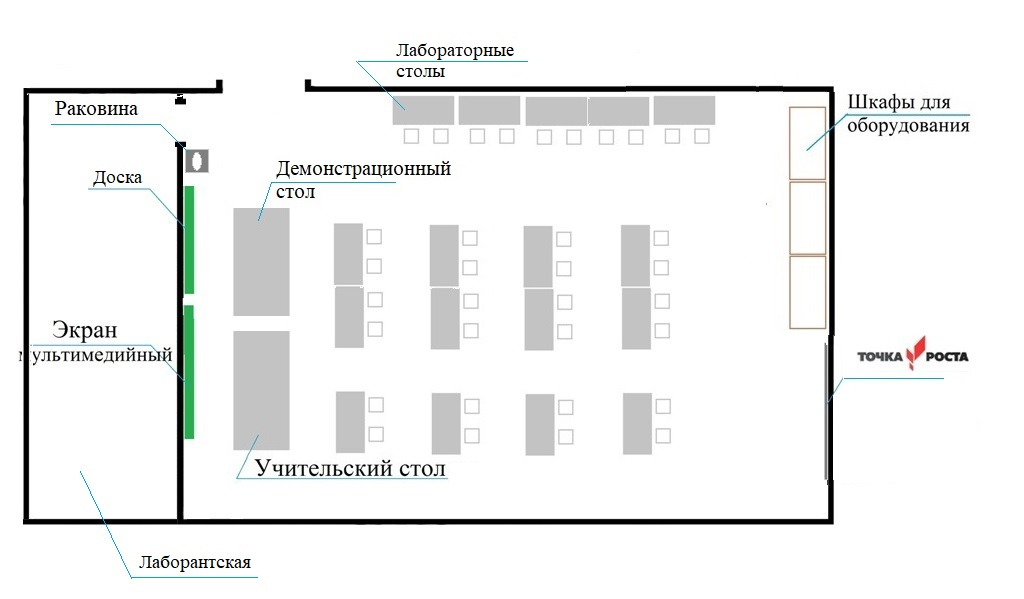 Лабораторные
столы
Раковина
Шкафы для
оборудования
Демонстрационный
стол
Доска
Экран
мультимедийный
ТОЧКА РОСТА
Учительский стол
Лаборантская